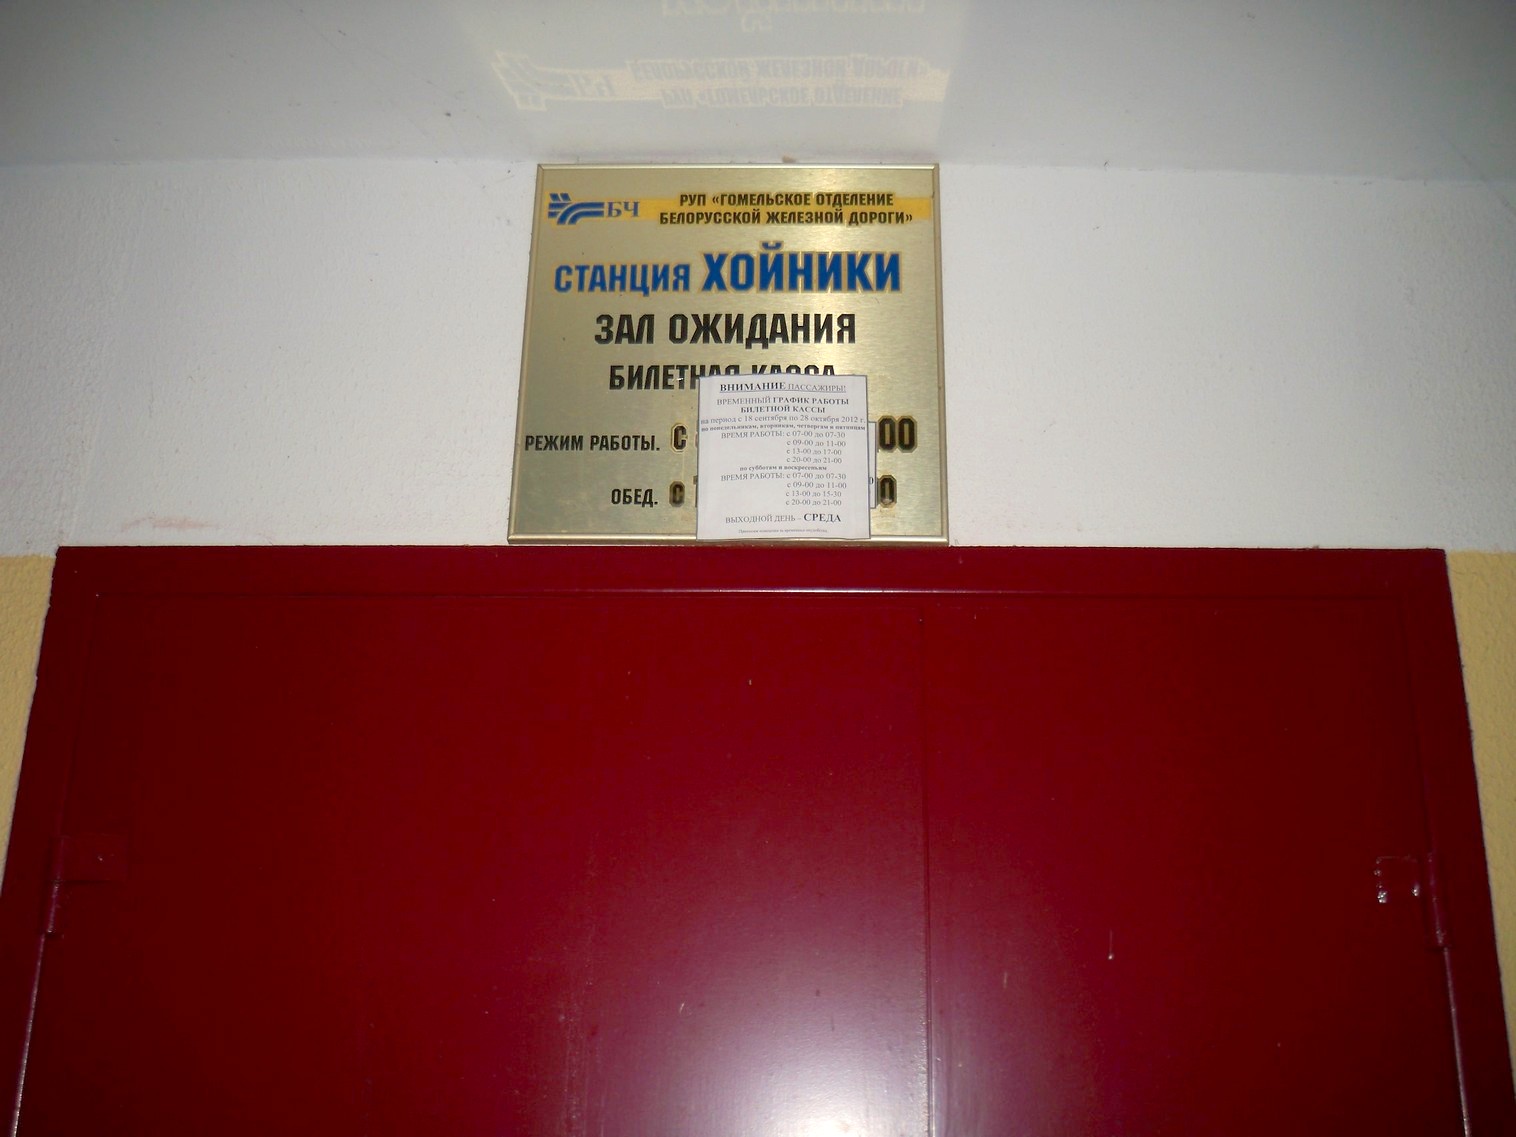 БЧ
РУП «ГОМЕЛЬСКОЕ ОТДЕЛЕНИЕ
БЕЛОРУССКОЙ ЖЕЛЕЗНОЙ ДОРОГИ»
СТАНЦИЯ ХОЙНИКИ
ЗАЛ ОЖИДАНИЯ
БИЛЕТНАЯ КАССА
РЕЖИМ РАБОТЫ. С 00
ОБЕД. С
ВНИМАНИЕ ПАССАЖИРЫ!
ВРЕМЕННЫЙ ГРАФИК РАБОТЫ
БИЛЕТНОЙ КАССЫ
на период с 18 сентября по 28 октября 2012 г.
по понедельникам, вторникам, четвергам и пятницам
ВРЕМЯ РАБОТЫ: с 07-00 до 07-30
с 09-00 до 11-00
с 13-00 до 17-00
с 20-00 до 21-00
по субботам и воскресеньям
ВРЕМЯ РАБОТЫ: с 07-00 до 07-30
с 09-00 до 11-00
с 13-00 до 15-30
с 20-00 до 21-00
ВЫХОДНОЙ ДЕНЬ – СРЕДА